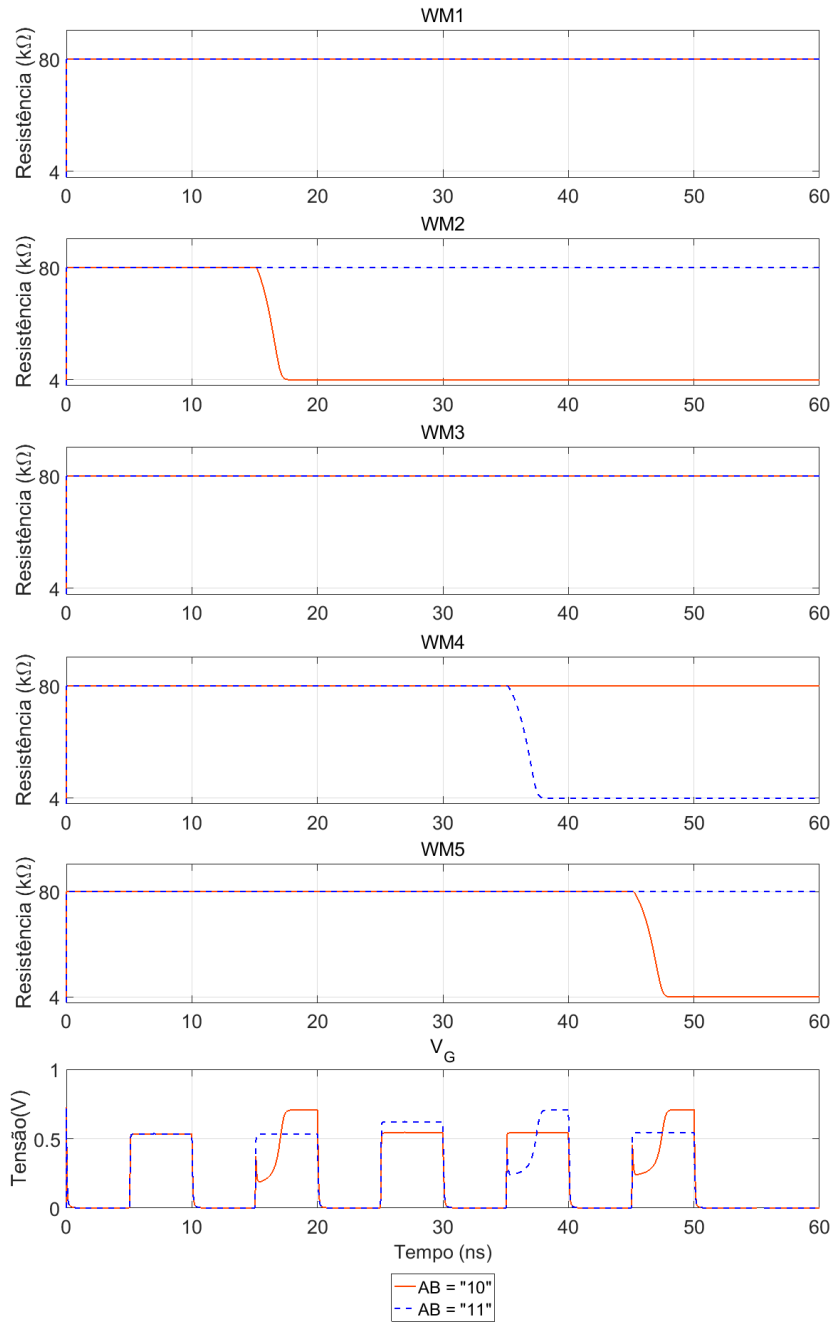 WM1
Resistência (kΩ)
80
4
0 10 20 30 40 50 60
WM2
Resistência (kΩ)
80
4
0 10 20 30 40 50 60
WM3
Resistência (kΩ)
80
4
0 10 20 30 40 50 60
WM4
Resistência (kΩ)
80
4
0 10 20 30 40 50 60
WM5
Resistência (kΩ)
80
4
0 10 20 30 40 50 60
V_G
Tensão(V)
1
0.5
0
0 10 20 30 40 50 60
Tempo (ns)
AB = "10"
AB = "11"